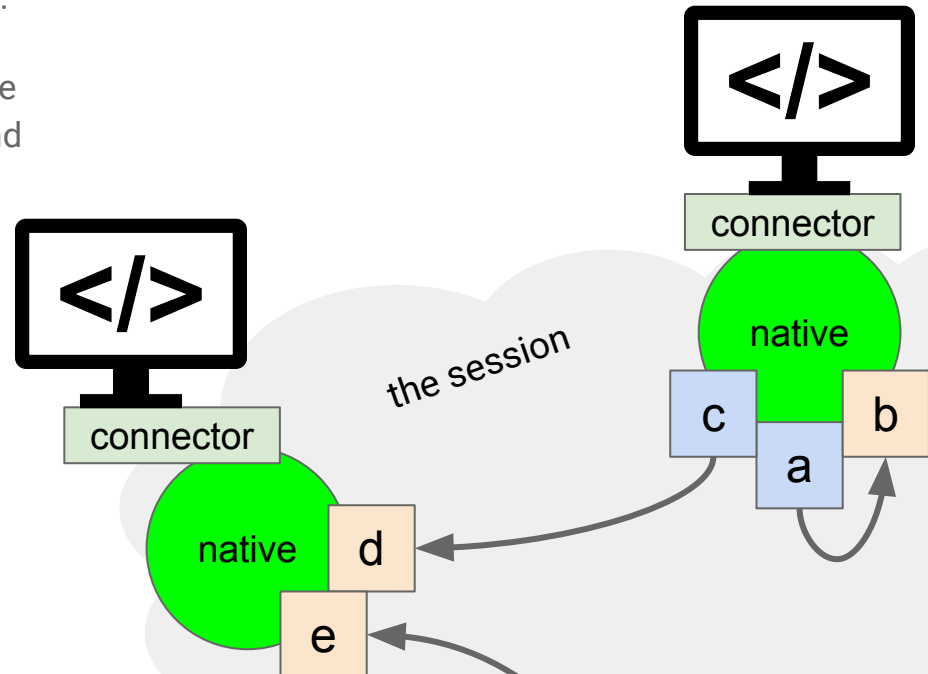 </>
connector
native
c
b
a
the session
</>
connector
native
d
e